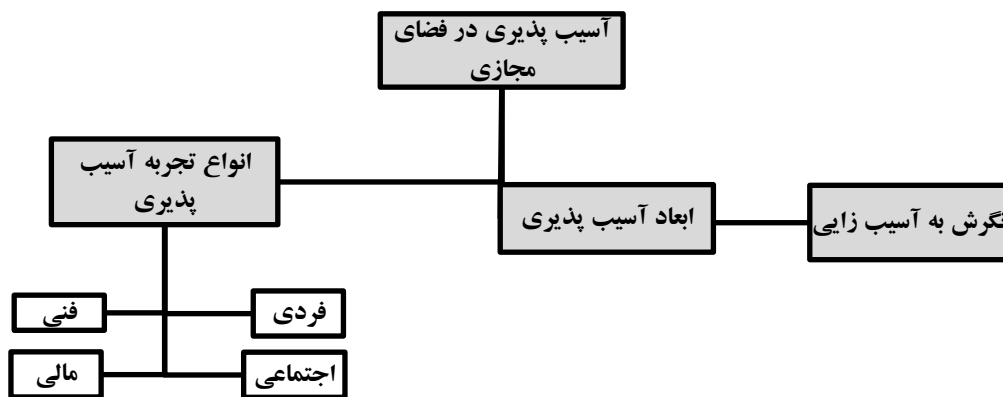 آسیب پذیری در فضای
مجازی
انواع تجربه آسیب
پذیری
ابعاد آسیب پذیری
نگرش به آسیب زایی
فردی
فنی
اجتماعی
مالی